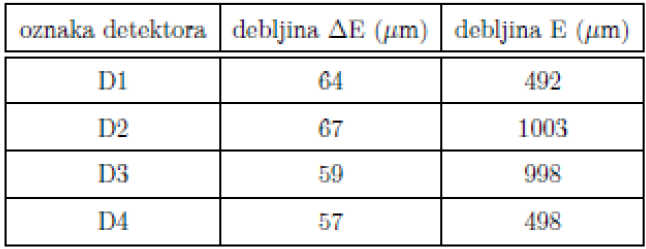 oznaka detektora debljina ΔE (μm) debljina E (μm)
D1 64 492
D2 67 1003
D3 59 998
D4 57 498